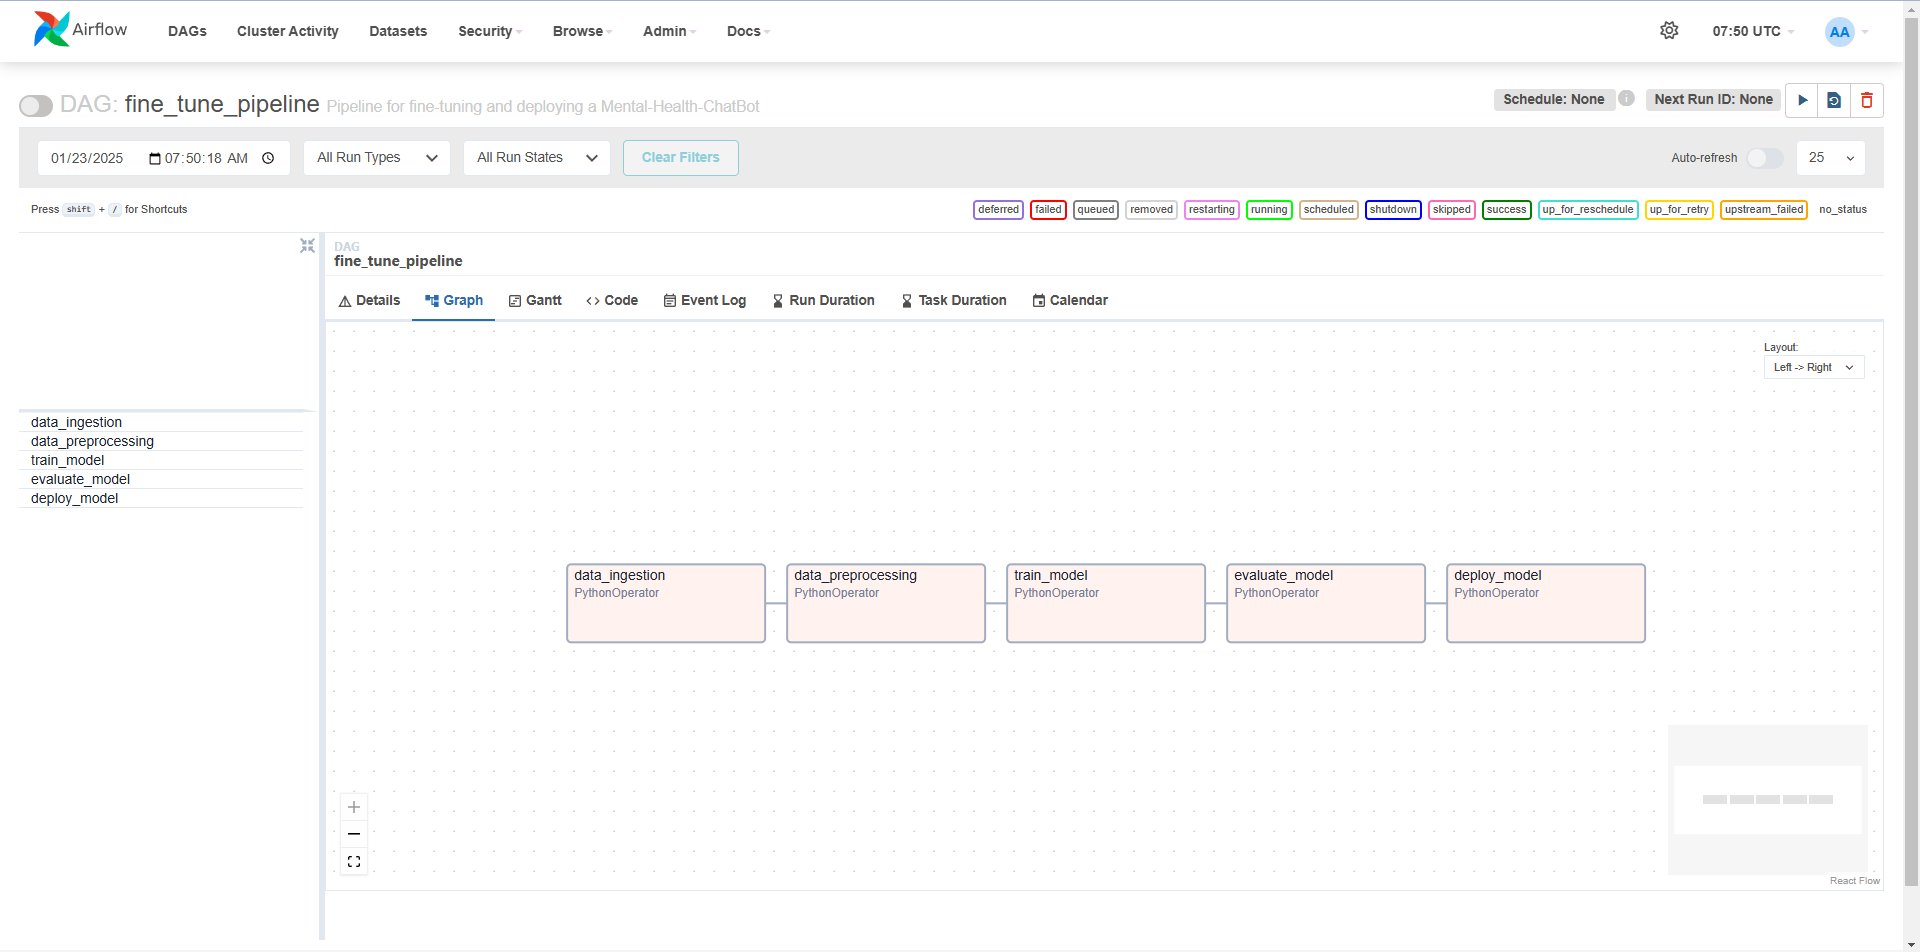 Airflow DAGs Cluster Activity Datasets Security Browse Admin Docs 07:50 UTC AA
DAG: fine_tune_pipeline Pipeline for fine-tuning and deploying a Mental-Health-ChatBot Schedule: None i Next Run ID: None
01/23/2025 07:50:18 AM All Run Types All Run States Clear Filters Auto-refresh 25
Press shift + / for Shortcuts deferred failed queued removed restarting running scheduled shutdown skipped success up_for_reschedule up_for_retry upstream_failed no_status
DAG
fine_tune_pipeline
Details Graph Gantt Code Event Log Run Duration Task Duration Calendar
Layout:
Left -> Right
data_ingestion
data_preprocessing
train_model
evaluate_model
deploy_model
data_ingestion data_preprocessing train_model evaluate_model deploy_model
PythonOperator PythonOperator PythonOperator PythonOperator PythonOperator
React Flow